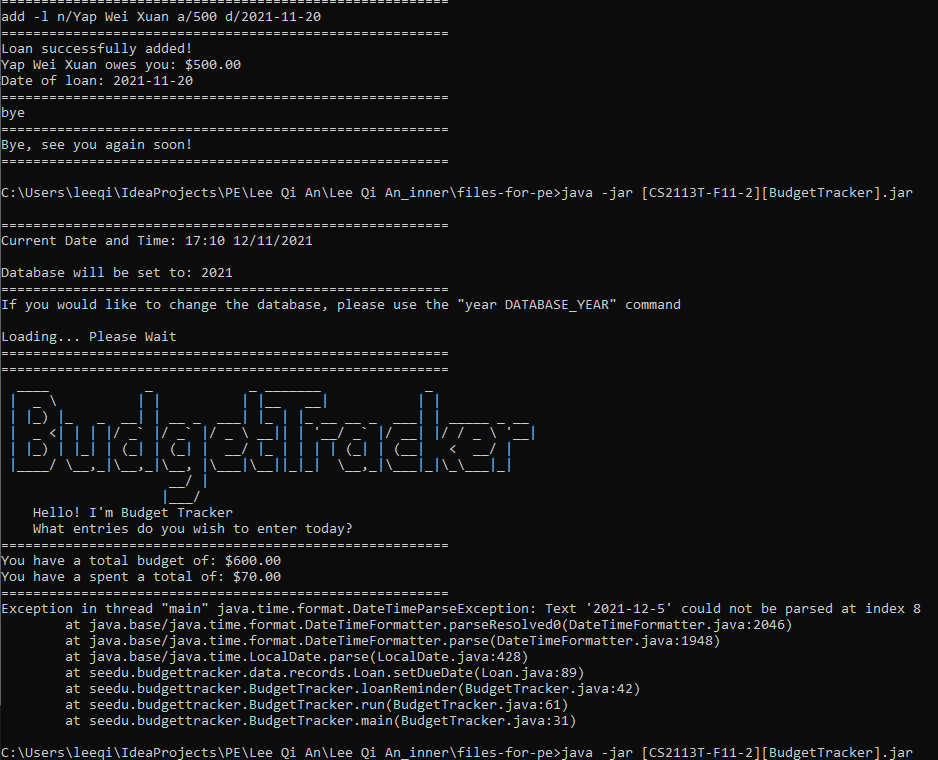 =======================================================
add -l n/Yap Wei Xuan a/500 d/2021-11-20
=======================================================
Loan successfully added!
Yap Wei Xuan owes you: $500.00
Date of loan: 2021-11-20
=======================================================
bye
=======================================================
Bye, see you again soon!
=======================================================
C:\Users\leeqi\IdeaProjects\PE\Lee Qi An\Lee Qi An_inner\files-for-pe>java -jar [CS2113T-F11-2][BudgetTracker].jar
=======================================================
Current Date and Time: 17:10 12/11/2021
Database will be set to: 2021
=======================================================
If you would like to change the database, please use the "year DATABASE_YEAR" command
Loading... Please Wait
=======================================================
=======================================================
BudgetTracker
Hello! I'm Budget Tracker
What entries do you wish to enter today?
=======================================================
You have a total budget of: $600.00
You have a spent a total of: $70.00
=======================================================
Exception in thread "main" java.time.format.DateTimeParseException: Text '2021-12-5' could not be parsed at index 8
at java.base/java.time.format.DateTimeFormatter.parseResolved0(DateTimeFormatter.java:2046)
at java.base/java.time.format.DateTimeFormatter.parse(DateTimeFormatter.java:1948)
at java.base/java.time.LocalDate.parse(LocalDate.java:428)
at seedu.budgettracker.data.records.Loan.setDueDate(Loan.java:89)
at seedu.budgettracker.BudgetTracker.loanReminder(BudgetTracker.java:42)
at seedu.budgettracker.BudgetTracker.run(BudgetTracker.java:61)
at seedu.budgettracker.BudgetTracker.main(BudgetTracker.java:31)
C:\Users\leeqi\IdeaProjects\PE\Lee Qi An\Lee Qi An_inner\files-for-pe>java -jar [CS2113T-F11-2][BudgetTracker].jar